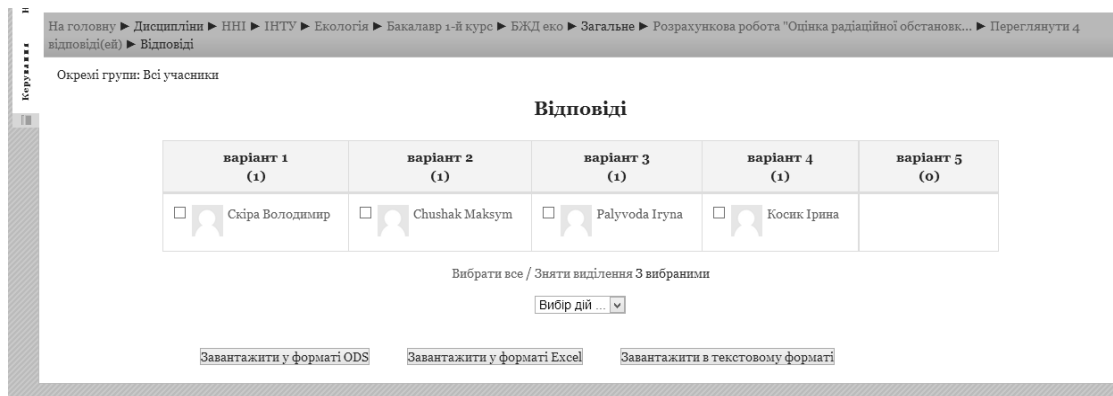 На головну ► Дисципліни ► ННІ ► ІНТУ ► Екологія ► Бакалавр 1-й курс ► БЖД еко ► Загальне ► Розрахункова робота "Оцінка радіаційної обстановк... ► Переглянути 4
відповіді(ей) ► Відповіді
Керування
Окремі групи: Всі учасники
Відповіді
варіант 1 варіант 2 варіант 3 варіант 4 варіант 5
(1) (1) (1) (1) (0)
Скіра Володимир Chushak Maksym Palyvoda Iryna Косик Ірина
Вибрати все / Зняти виділення З вибраними
Вибір дій ...
Завантажити у форматі ODS Завантажити у форматі Excel Завантажити в текстовому форматі